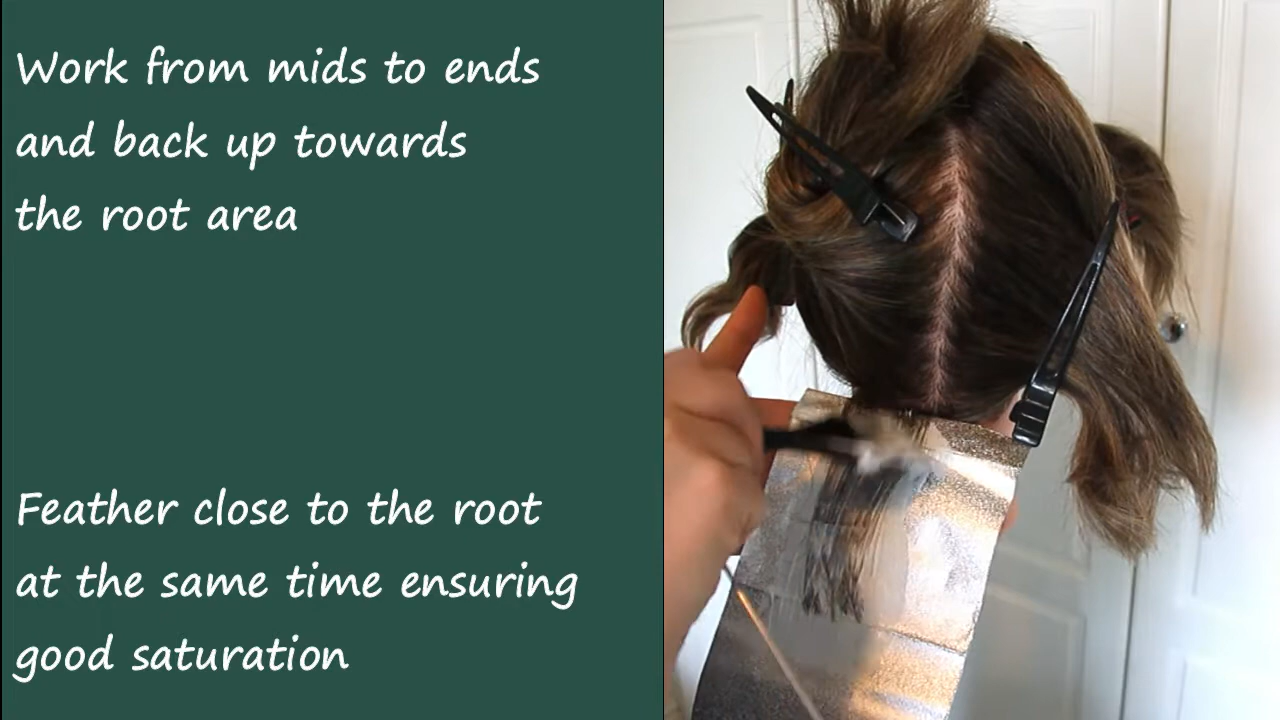 Work from mids to ends
and back up towards
the root area
Feather close to the root
at the same time ensuring
good saturation